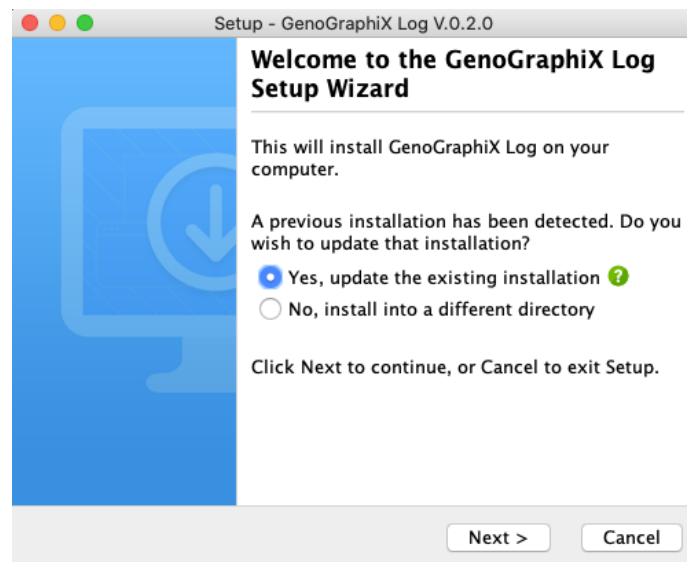 Setup - GenoGraphiX Log V.0.2.0
Welcome to the GenoGraphiX Log
Setup Wizard
This will install GenoGraphiX Log on your
computer.
A previous installation has been detected. Do you
wish to update that installation?
Yes, update the existing installation ?
No, install into a different directory
Click Next to continue, or Cancel to exit Setup.
Next >
Cancel